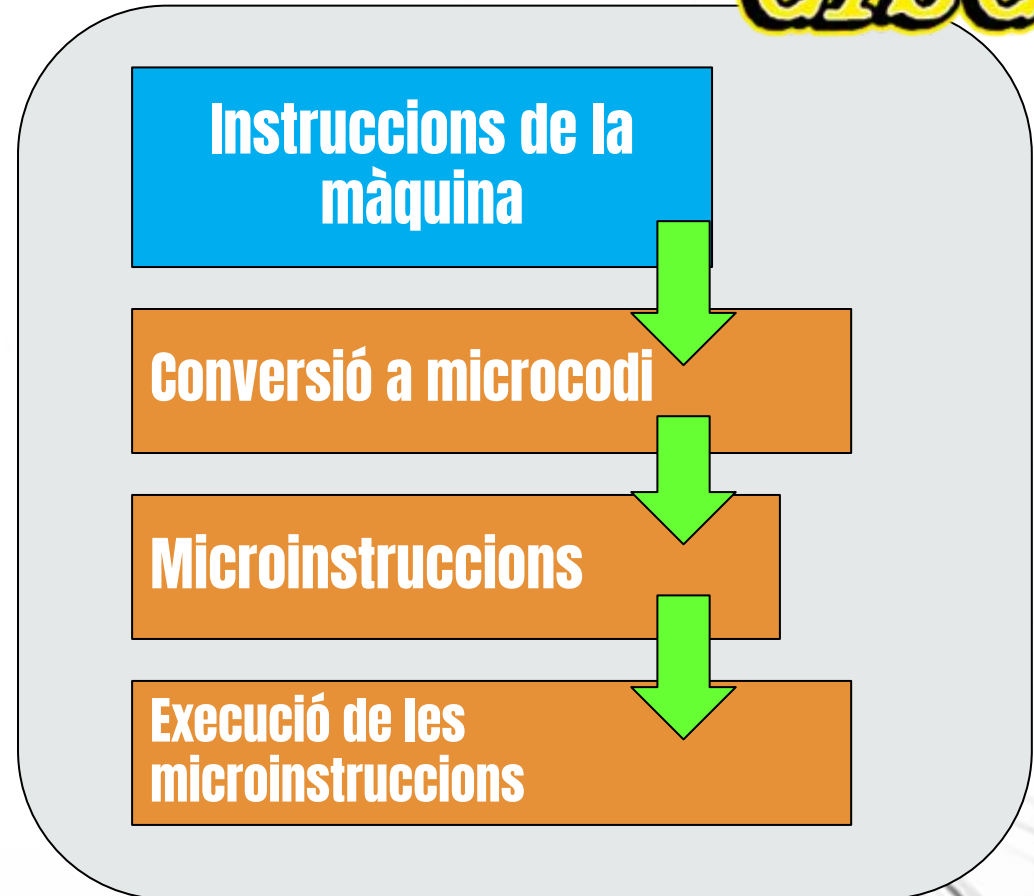 Instruccions de la
màquina
Conversió a microcodi
Microinstruccions
Execució de les
microinstruccions